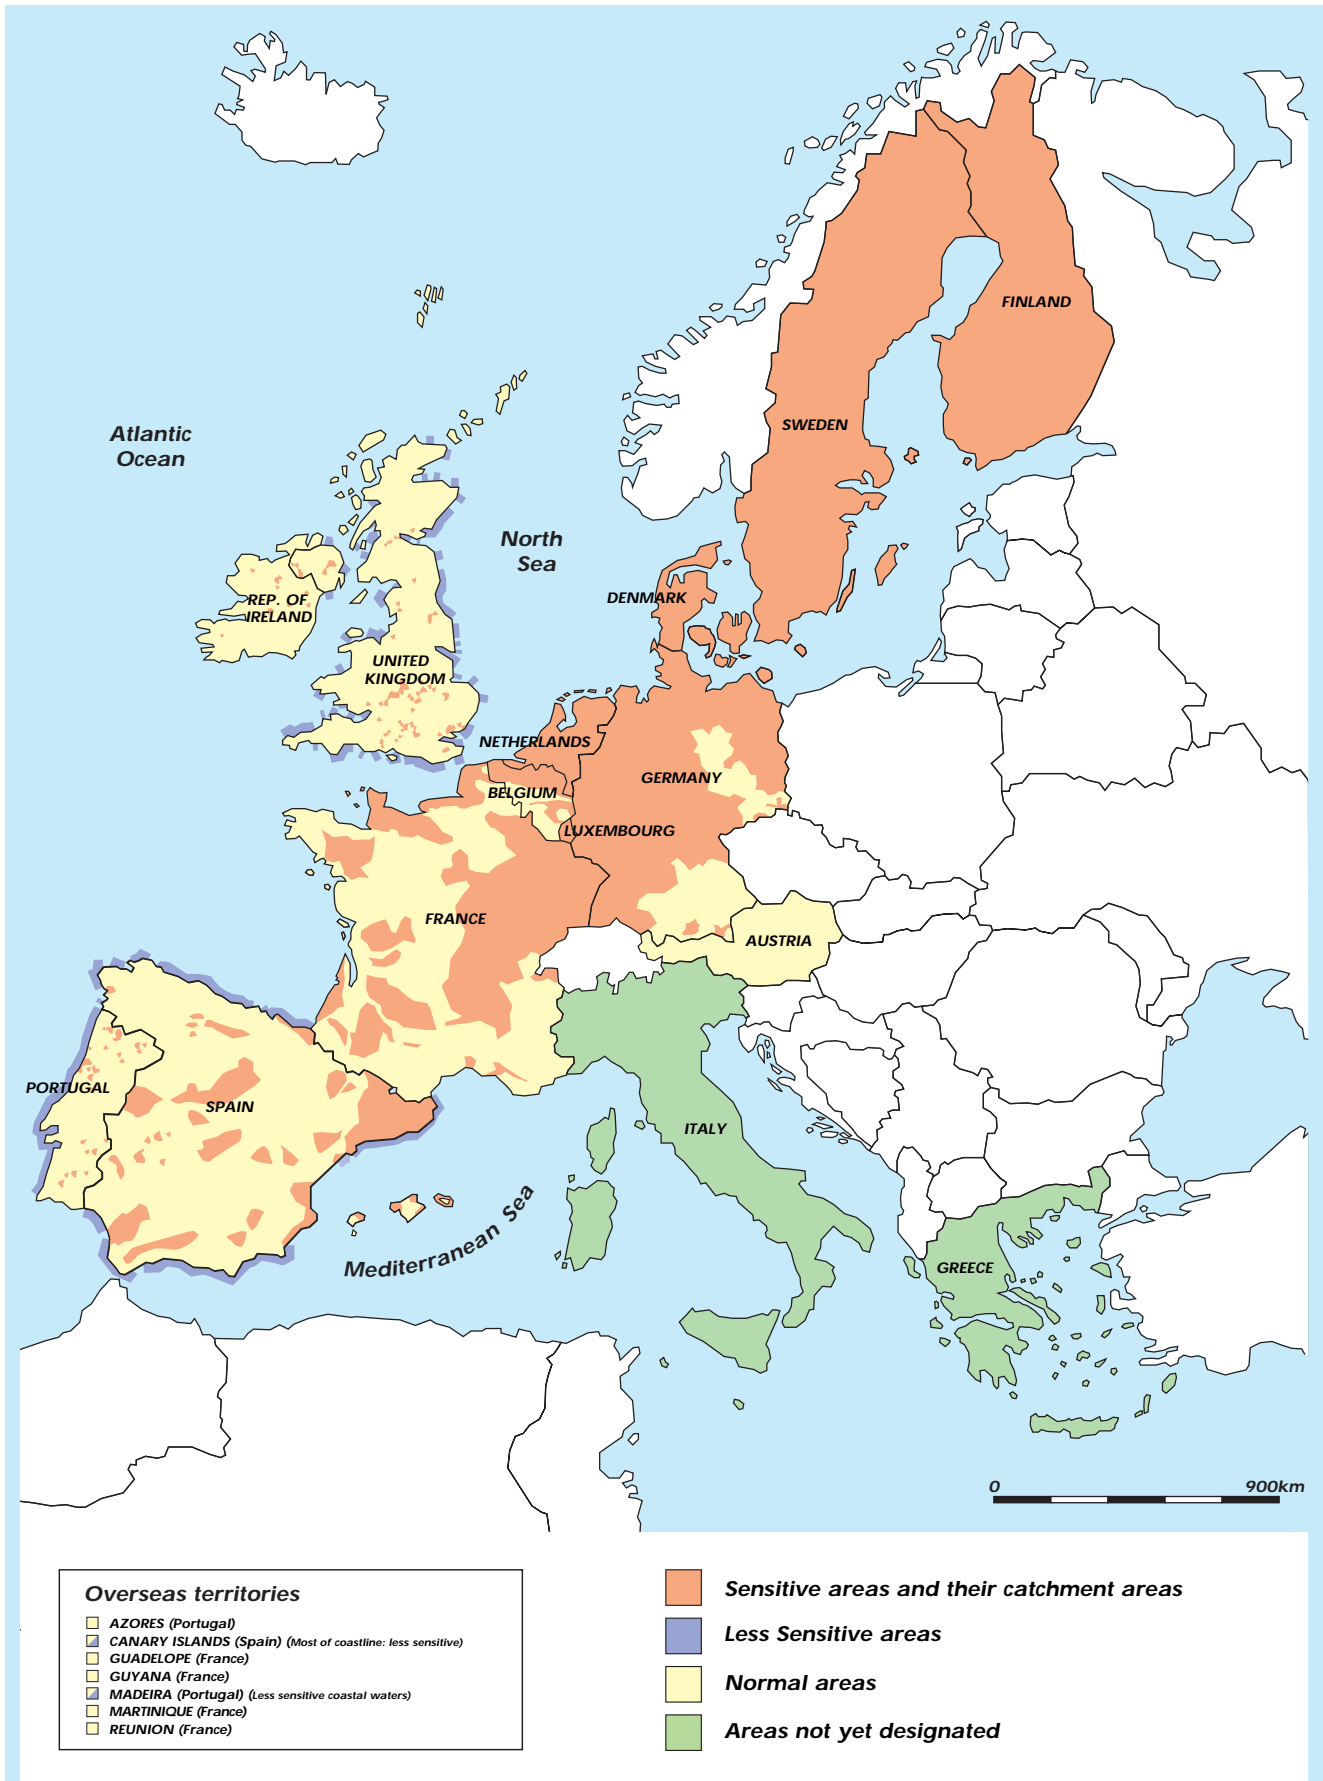 FINLAND
SWEDEN
Atlantic
Ocean
North
Sea
DENMARK
REP. OF
IRELAND
UNITED
KINGDOM
NETHERLANDS
GERMANY
BELGIUM
LUXEMBOURG
FRANCE
AUSTRIA
PORTUGAL
SPAIN
ITALY
Mediterranean Sea
GREECE
0 900km
Overseas territories
AZORES (Portugal)
CANARY ISLANDS (Spain) (Most of coastline: less sensitive)
GUADELOPE (France)
GUYANA (France)
MADEIRA (Portugal) (Less sensitive coastal waters)
MARTINIQUE (France)
REUNION (France)
Sensitive areas and their catchment areas
Less Sensitive areas
Normal areas
Areas not yet designated